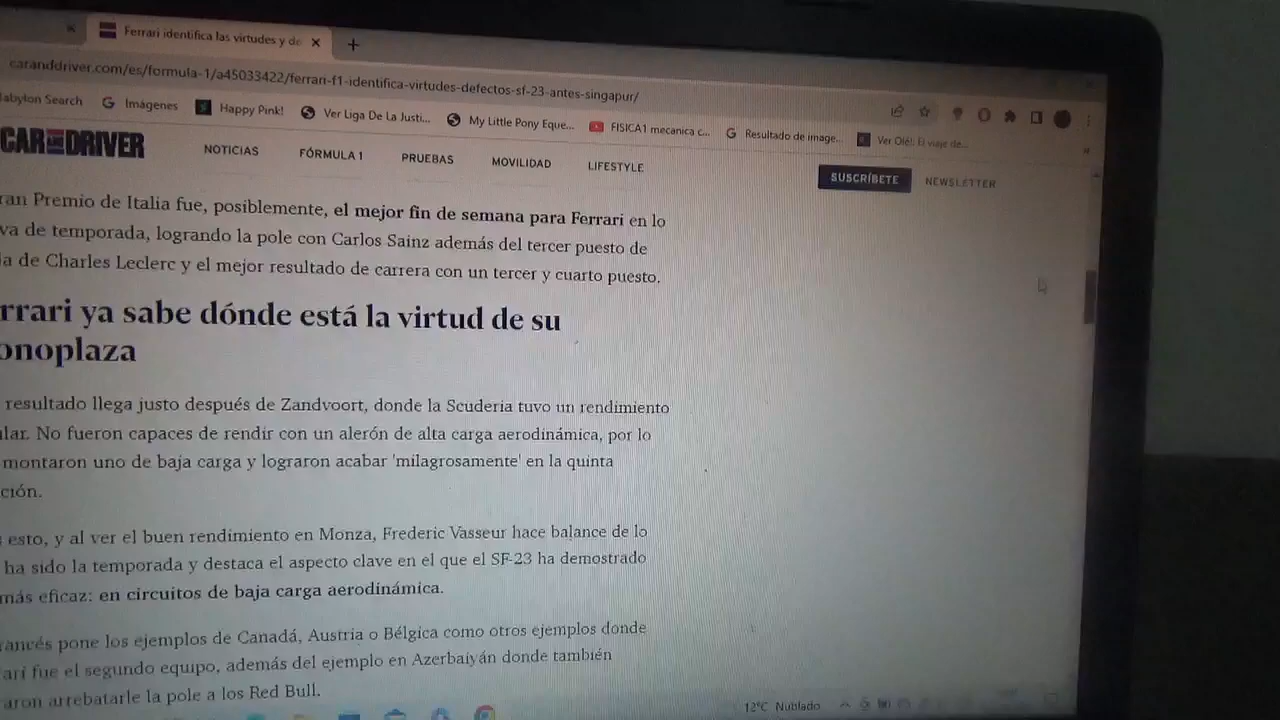 Ferrari identifica las virtudes y de
caranddriver.com/es/formula-1/a45033422/ferrari-f1-identifica-virtudes-defectos-sf-23-antes-singapur/
abylon Search Imágenes Happy Pink! Ver Liga De La Justi... My Little Pony Eque... FISICA1 mecanica c... Resultado de image... Ver Olé!: El viaje de...
CAR AND DRIVER NOTICIAS FÓRMULA 1 PRUEBAS MOVILIDAD LIFESTYLE SUSCRÍBETE NEWSLETTER
ran Premio de Italia fue, posiblemente, el mejor fin de semana para Ferrari en lo
va de temporada, logrando la pole con Carlos Sainz además del tercer puesto de
a de Charles Leclerc y el mejor resultado de carrera con un tercer y cuarto puesto.
rrari ya sabe dónde está la virtud de su
onoplaza
resultado llega justo después de Zandvoort, donde la Scuderia tuvo un rendimiento
ular. No fueron capaces de rendir con un alerón de alta carga aerodinámica, por lo
montaron uno de baja carga y lograron acabar 'milagrosamente' en la quinta
ción.
esto, y al ver el buen rendimiento en Monza, Frederic Vasseur hace balance de lo
ha sido la temporada y destaca el aspecto clave en el que el SF-23 ha demostrado
más eficaz: en circuitos de baja carga aerodinámica.
rancés pone los ejemplos de Canadá, Austria o Bélgica como otros ejemplos donde
rari fue el segundo equipo, además del ejemplo en Azerbaiyán donde también
raron arrebatarle la pole a los Red Bull.
12°C Nublado